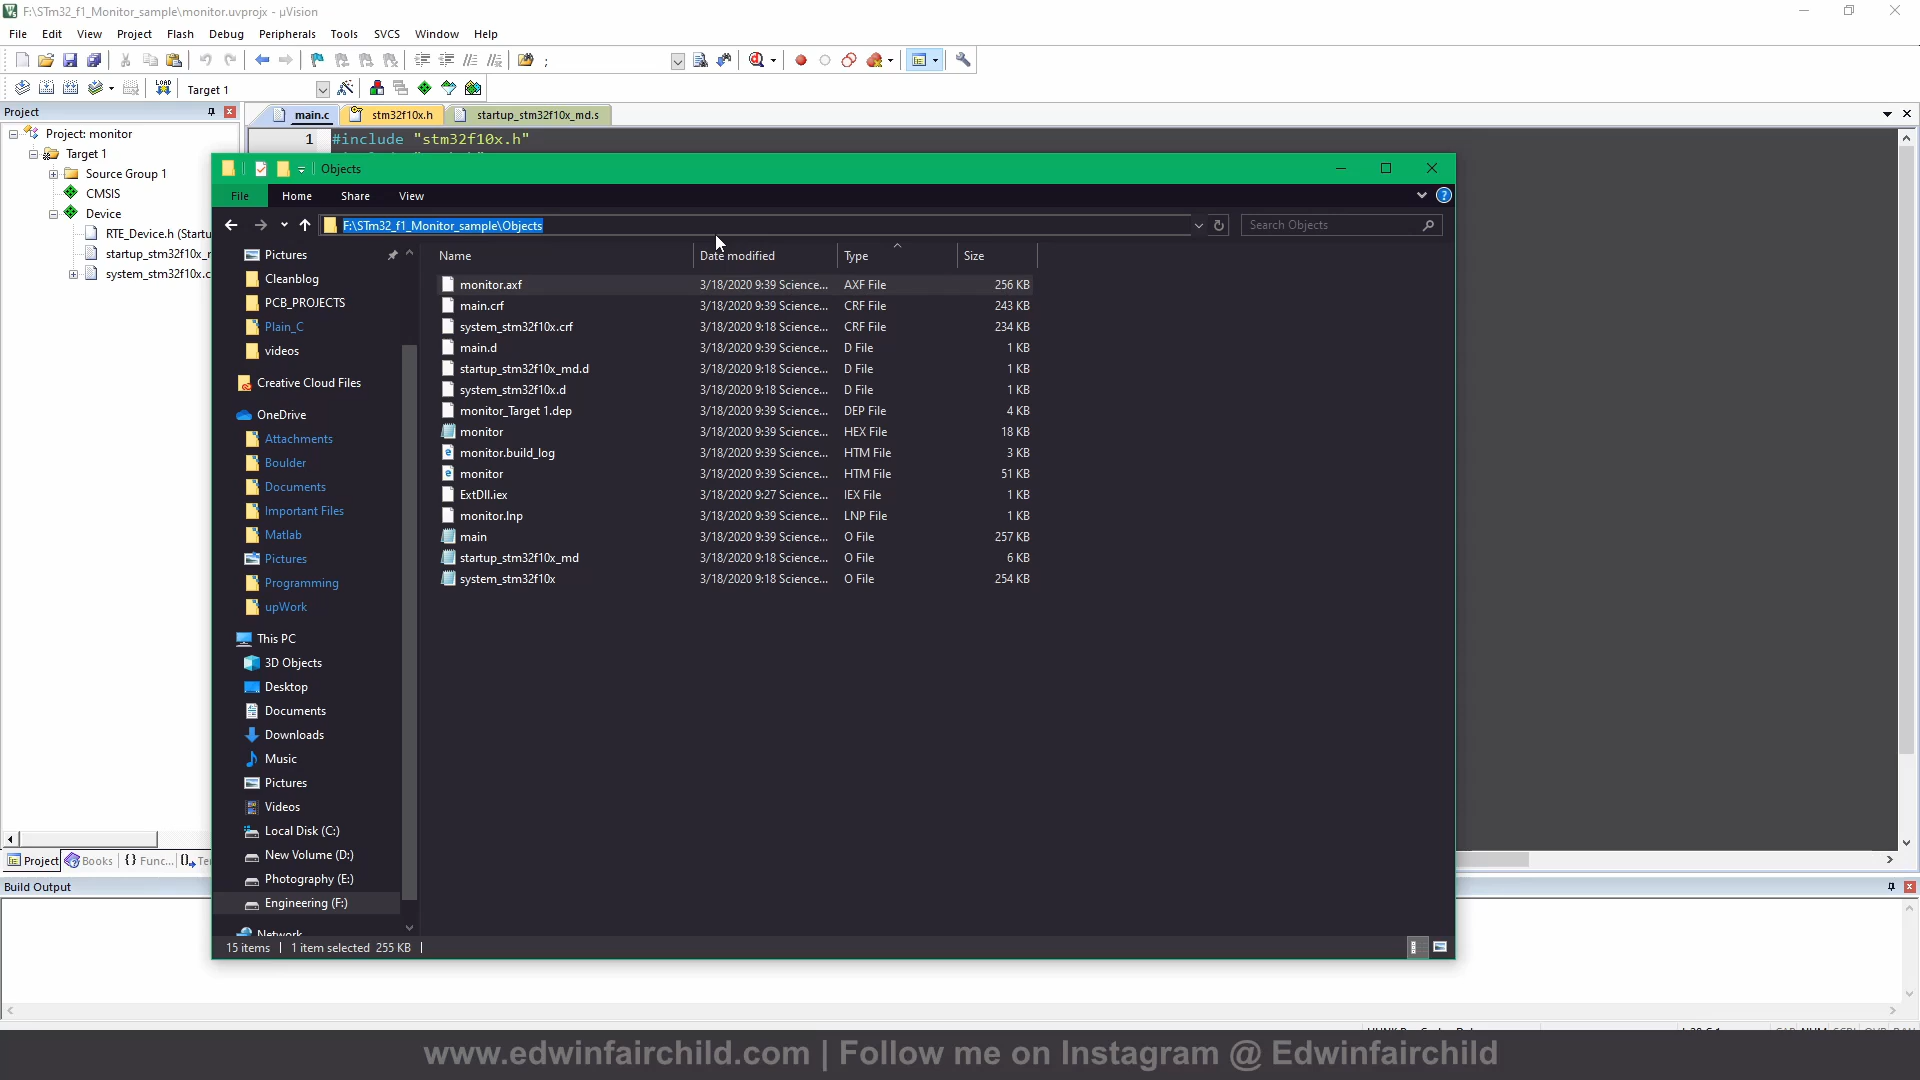 F:\STm32_f1_Monitor_sample\monitor.uvprojx - µVision
File Edit View Project Flash Debug Peripherals Tools SVCS Window Help
;
LOAD Target 1
Project
main.c stm32f10x.h startup_stm32f10x_md.s
Project: monitor
Target 1
Source Group 1
CMSIS
Device
RTE_Device.h (Startu
startup_stm32f10x_r
system_stm32f10x.c
1 #include "stm32f10x.h"
Objects
File Home Share View
F:\STm32_f1_Monitor_sample\Objects
Search Objects
Name Date modified Type Size
monitor.axf 3/18/2020 9:39 Science... AXF File 256 KB
main.crf 3/18/2020 9:39 Science... CRF File 243 KB
system_stm32f10x.crf 3/18/2020 9:18 Science... CRF File 234 KB
main.d 3/18/2020 9:39 Science... D File 1 KB
startup_stm32f10x_md.d 3/18/2020 9:18 Science... D File 1 KB
system_stm32f10x.d 3/18/2020 9:18 Science... D File 1 KB
monitor_Target 1.dep 3/18/2020 9:39 Science... DEP File 4 KB
monitor 3/18/2020 9:39 Science... HEX File 18 KB
monitor.build_log 3/18/2020 9:39 Science... HTM File 3 KB
monitor 3/18/2020 9:39 Science... HTM File 51 KB
ExtDll.iex 3/18/2020 9:27 Science... IEX File 1 KB
monitor.lnp 3/18/2020 9:39 Science... LNP File 1 KB
main 3/18/2020 9:39 Science... O File 257 KB
startup_stm32f10x_md 3/18/2020 9:18 Science... O File 6 KB
system_stm32f10x 3/18/2020 9:18 Science... O File 254 KB
Pictures
Cleanblog
PCB_PROJECTS
Plain_C
videos
Creative Cloud Files
OneDrive
Attachments
Boulder
Documents
Important Files
Matlab
Pictures
Programming
upWork
This PC
3D Objects
Desktop
Documents
Downloads
Music
Pictures
Videos
Local Disk (C:)
New Volume (D:)
Photography (E:)
Engineering (F:)
Network
15 items 1 item selected 255 KB
Project Books {} Func... Te
Build Output
www.edwinfairchild.com | Follow me on Instagram @ Edwinfairchild